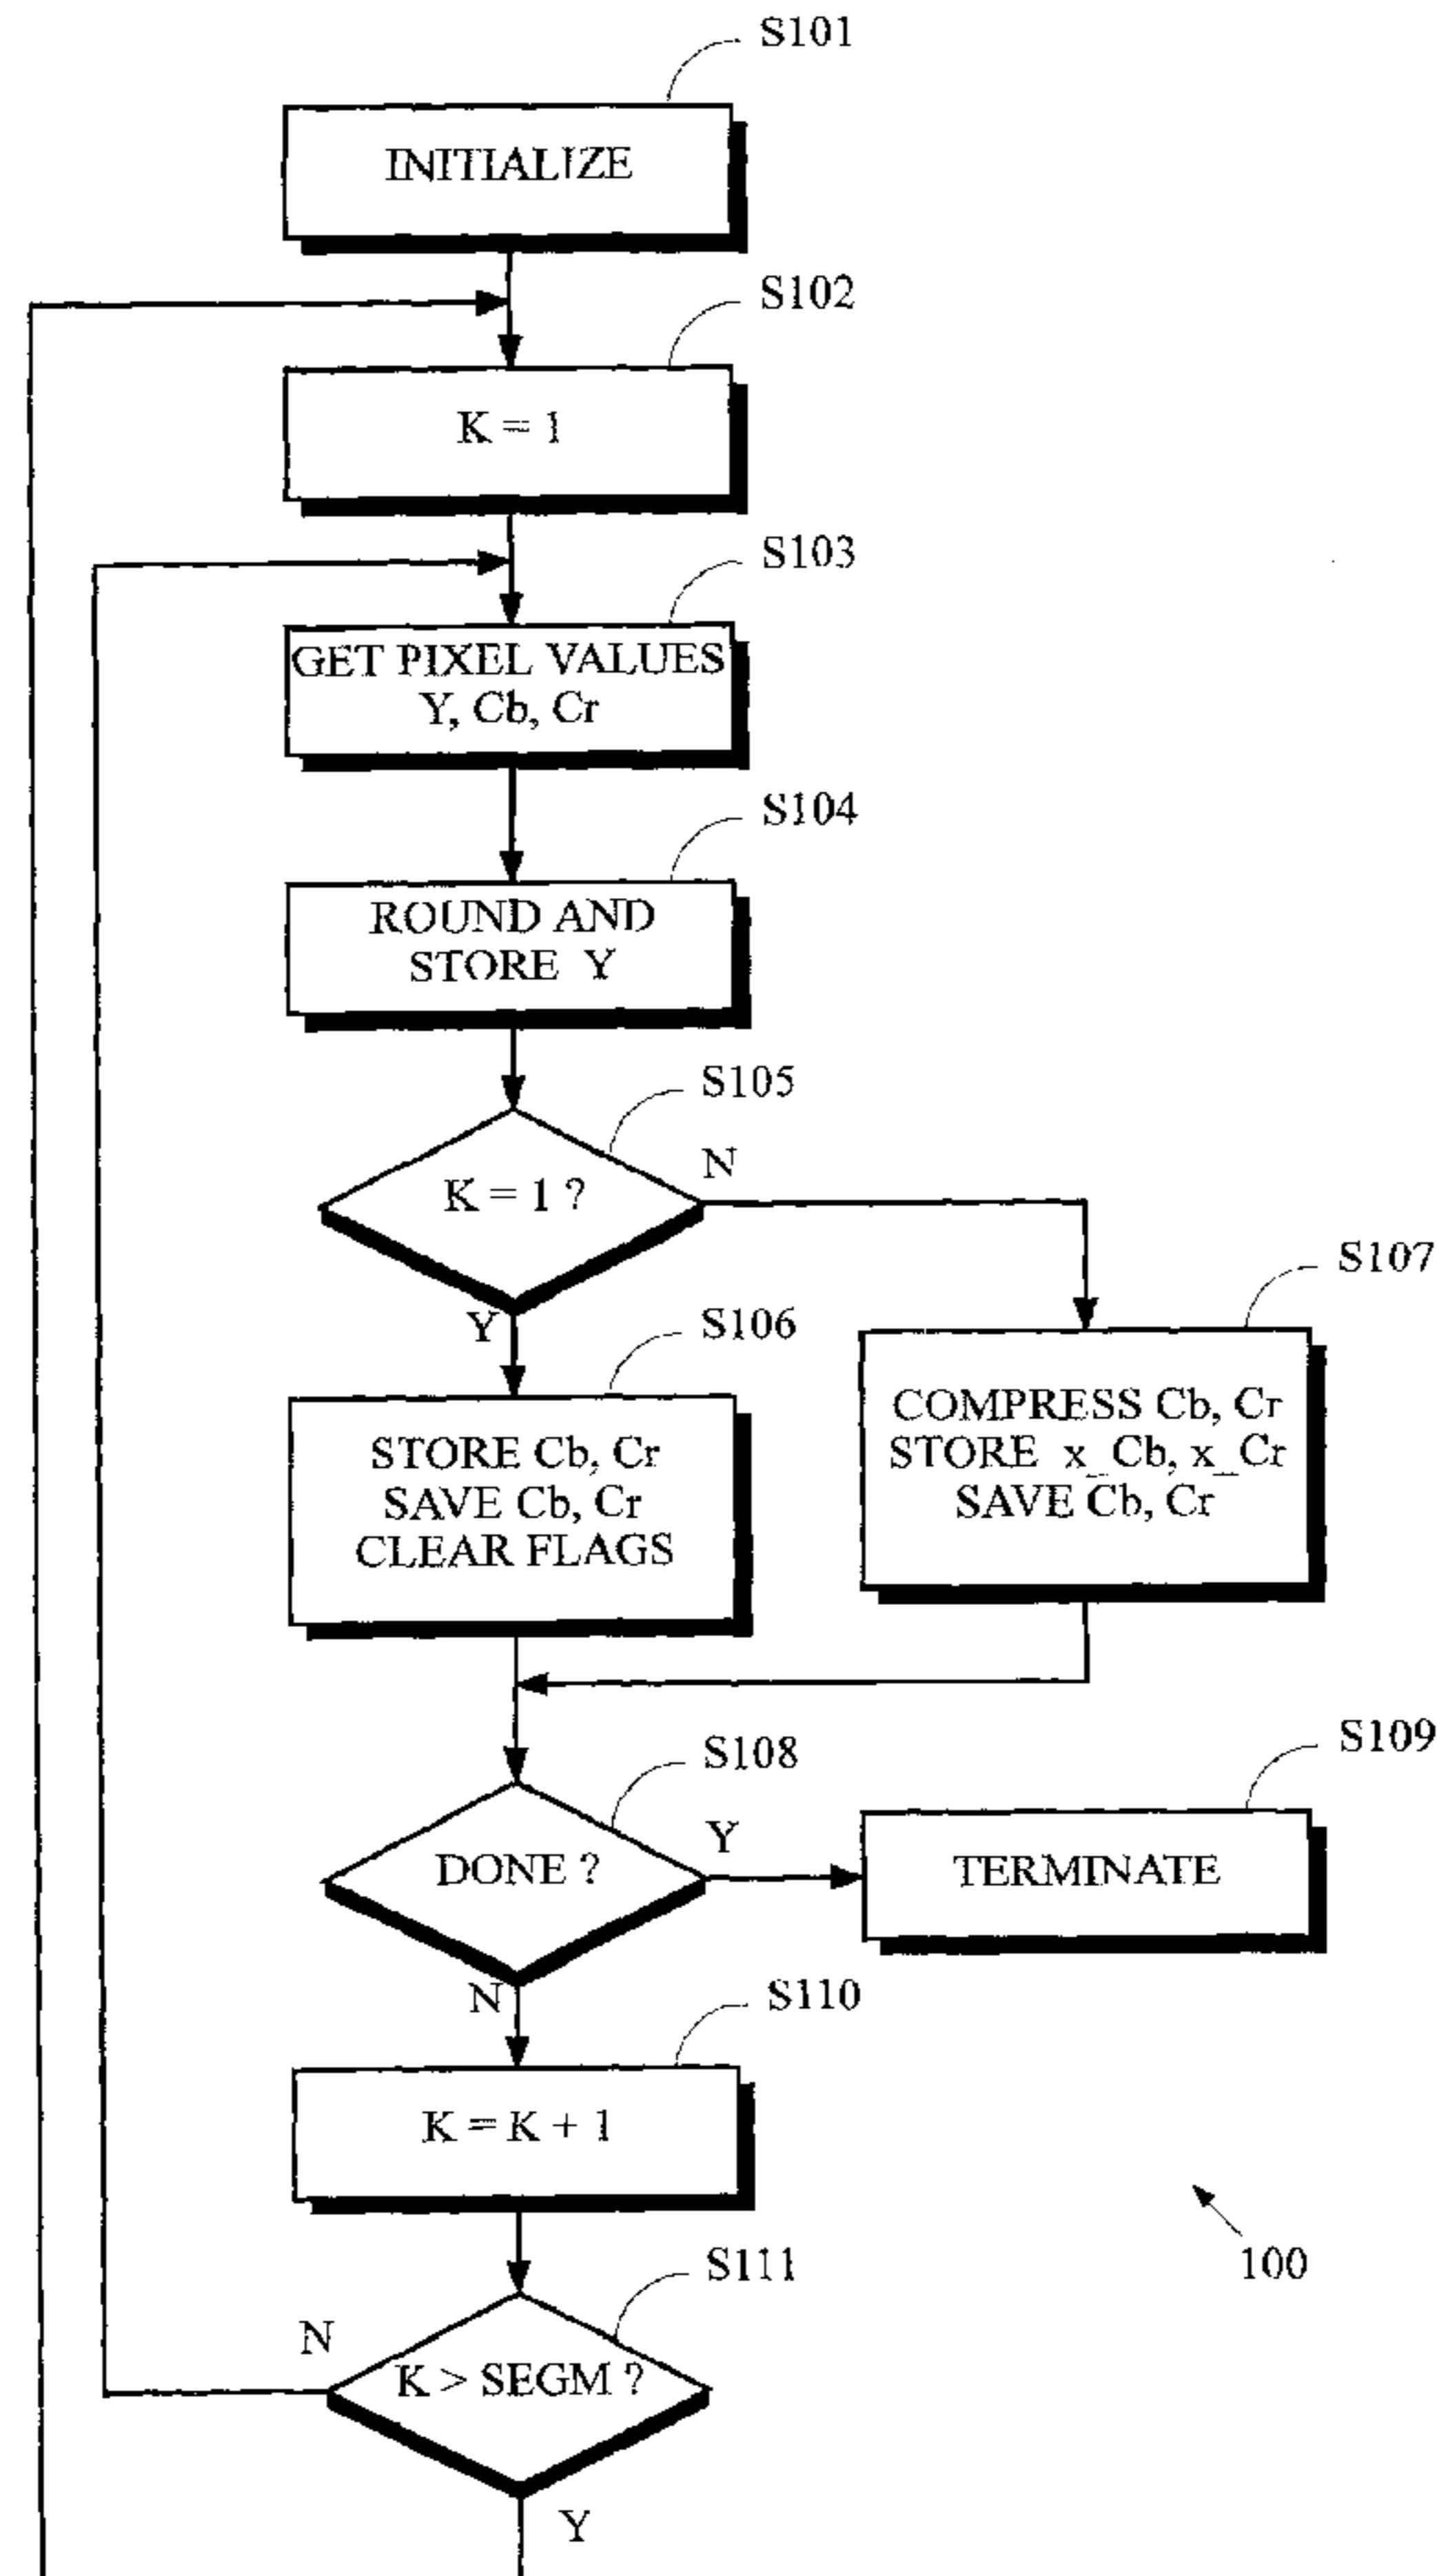 S101
INITIALIZE
S102
K = 1
S103
GET PIXEL VALUES
Y, Cb, Cr
S104
ROUND AND
STORE Y
S105
K = 1 ?
N
Y
S107
COMPRESS Cb, Cr
STORE x_Cb, x_Cr
SAVE Cb, Cr
S106
STORE Cb, Cr
SAVE Cb, Cr
CLEAR FLAGS
S108
DONE ?
Y
S109
TERMINATE
N
S110
K = K + 1
S111
K > SEGM ?
N
Y
100